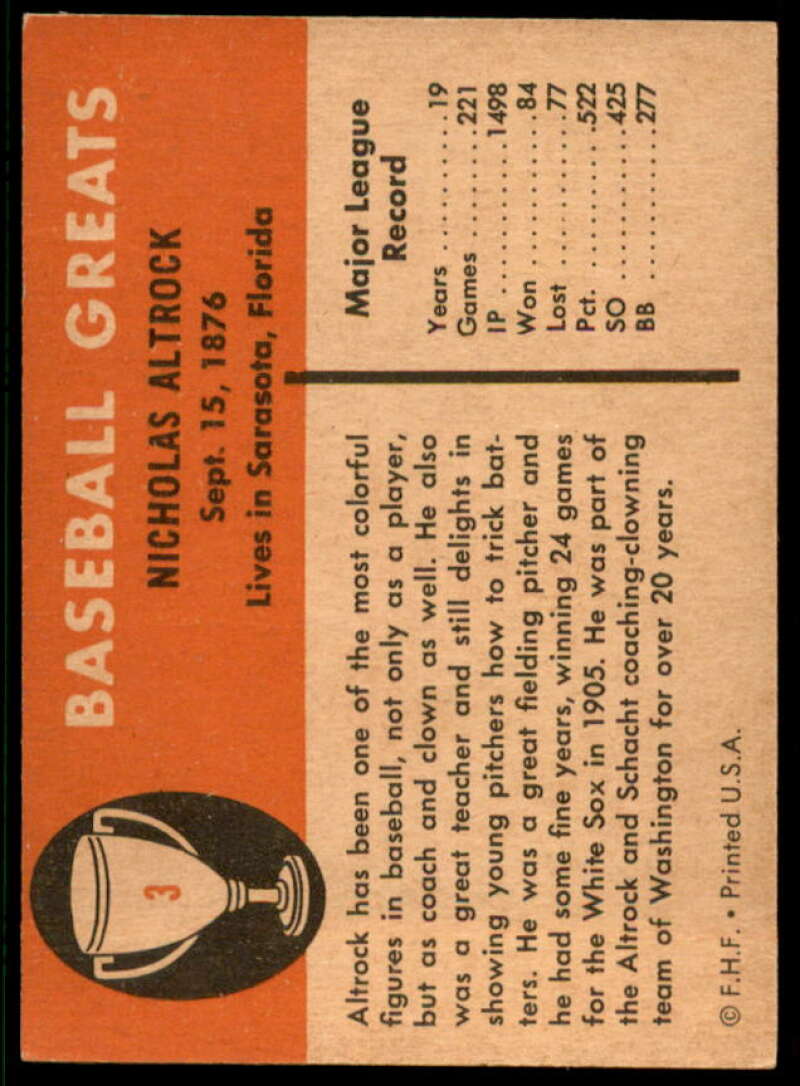 3
BASEBALL GREATS
NICHOLAS ALTROCK
Sept. 15, 1876
Lives in Sarasota, Florida
Altrock has been one of the most colorful
figures in baseball, not only as a player,
but as coach and clown as well. He also
was a great teacher and still delights in
showing young pitchers how to trick bat-
ters. He was a great fielding pitcher and
he had some fine years, winning 24 games
for the White Sox in 1905. He was part of
the Altrock and Schacht coaching-clowning
team of Washington for over 20 years.
Major League
Record
Years .......... 19
Games ......... 221
IP ............. 1498
Won ............ 84
Lost ............ 77
Pct. ........... .522
SO ............. 425
BB ............. 277
© F.H.F. • Printed U.S.A.